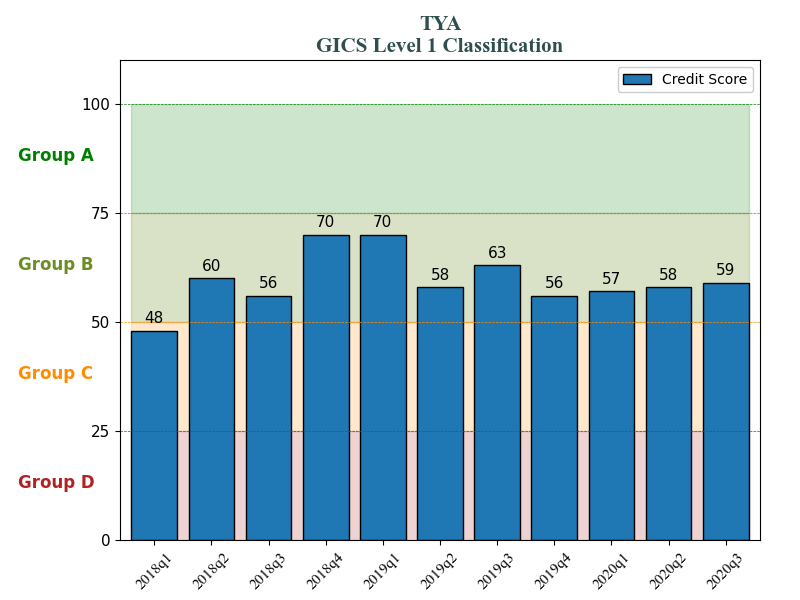 TYA
GICS Level 1 Classification
Credit Score
100
Group A
75
70
70
Group B
60
56
58
63
56
57
58
59
50
48
Group C
25
Group D
0
2018q1
2018q2
2018q3
2018q4
2019q1
2019q2
2019q3
2019q4
2020q1
2020q2
2020q3